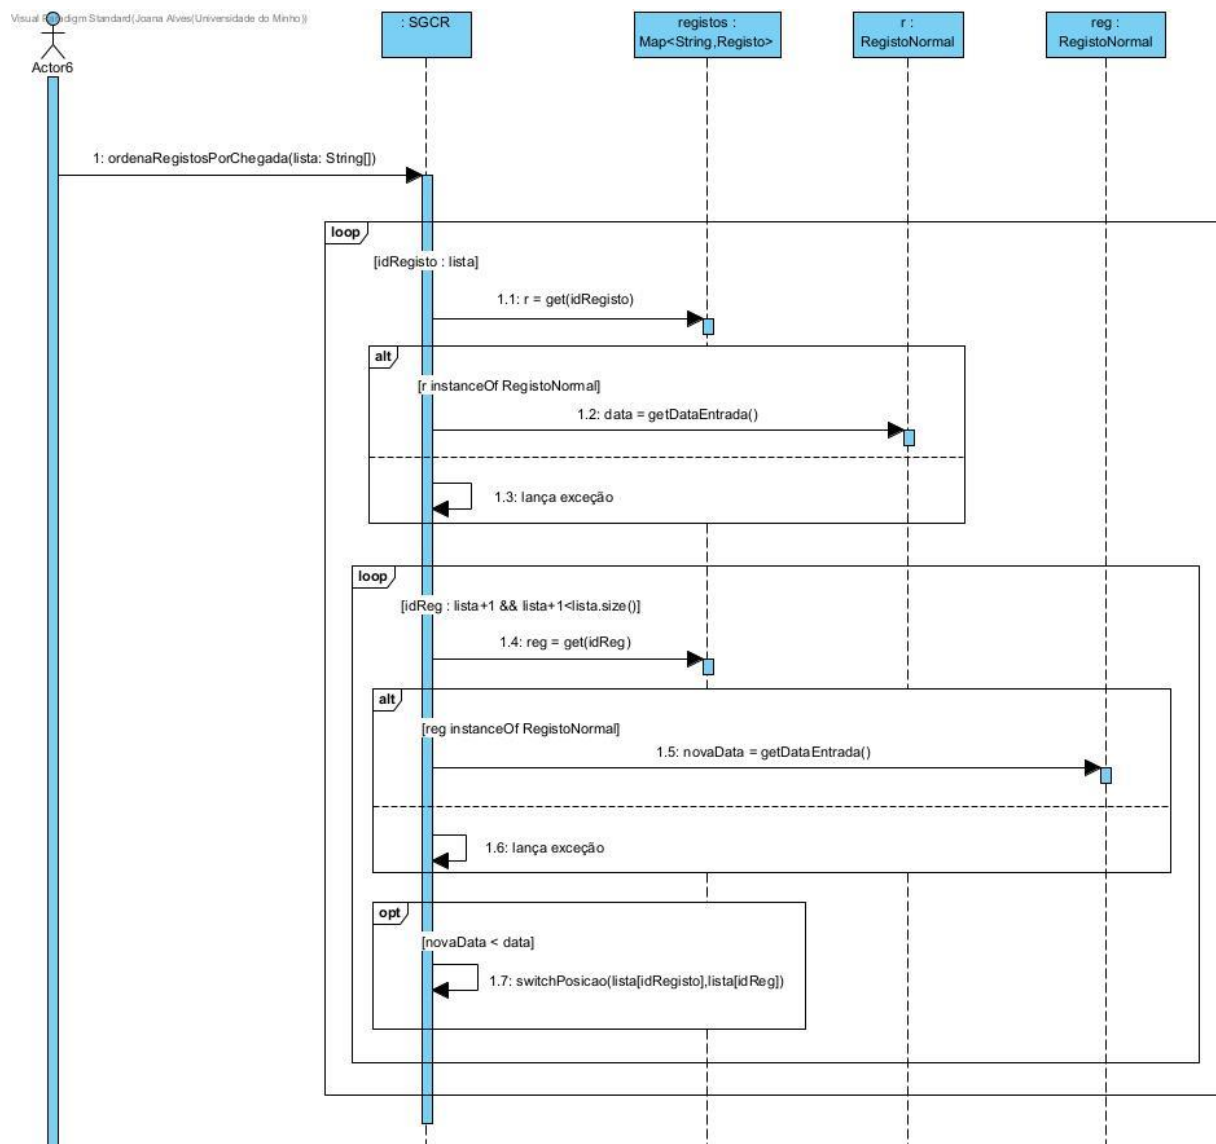 Visual Paradigm Standard(Joana Alves(Universidade do Minho))
Actor6
: SGCR
registos :
Map<String,Registo>
r :
RegistoNormal
reg :
RegistoNormal
1: ordenaRegistosPorChegada(lista: String[])
loop
[idRegisto : lista]
1.1: r = get(idRegisto)
alt
[r instanceOf RegistoNormal]
1.2: data = getDataEntrada()
1.3: lança exceção
loop
[idReg : lista+1 && lista+1<lista.size()]
1.4: reg = get(idReg)
alt
[reg instanceOf RegistoNormal]
1.5: novaData = getDataEntrada()
1.6: lança exceção
opt
[novaData < data]
1.7: switchPosicao(lista[idRegisto],lista[idReg])